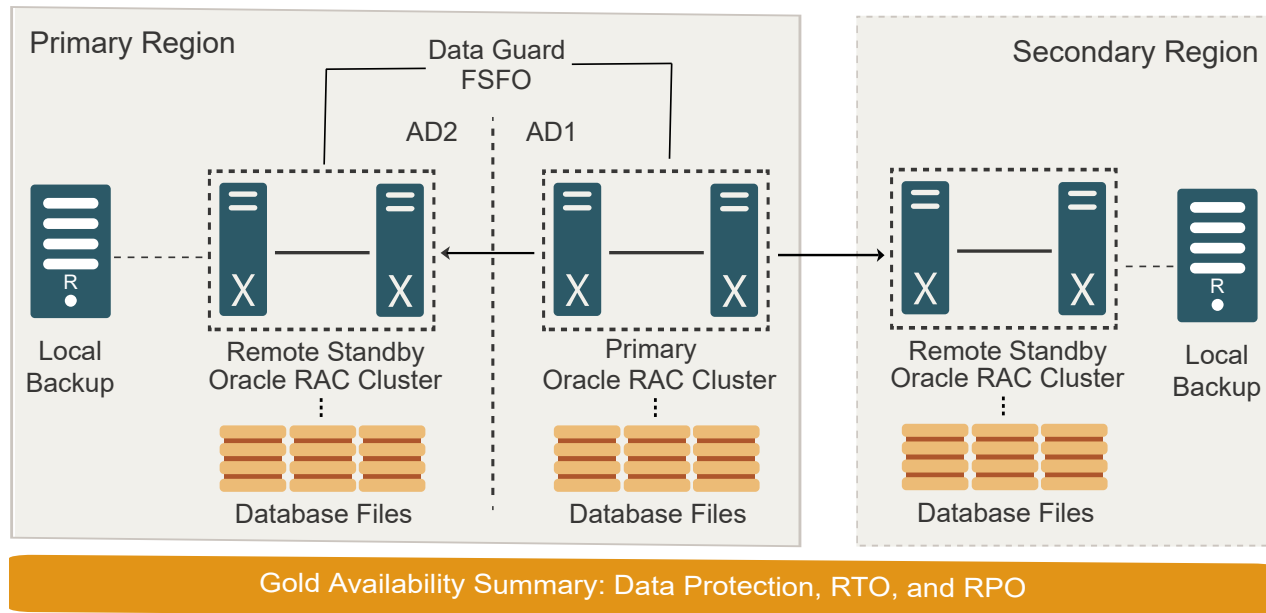 Primary Region
Data Guard
FSFO
Secondary Region
AD2
AD1
R
Local
Backup
X
X
Remote Standby
Oracle RAC Cluster
Database Files
X
X
Primary
Oracle RAC Cluster
Database Files
X
X
Remote Standby
Oracle RAC Cluster
Database Files
R
Local
Backup
Gold Availability Summary: Data Protection, RTO, and RPO